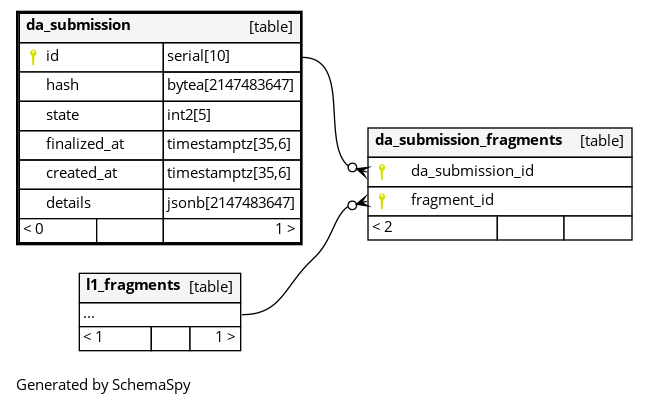 da_submission [table]
id serial[10]
hash bytea[2147483647]
state int2[5]
finalized_at timestamptz[35,6]
created_at timestamptz[35,6]
details jsonb[2147483647]
< 0 1 >
da_submission_fragments [table]
da_submission_id
fragment_id
< 2
l1_fragments [table]
...
< 1 1 >
Generated by SchemaSpy